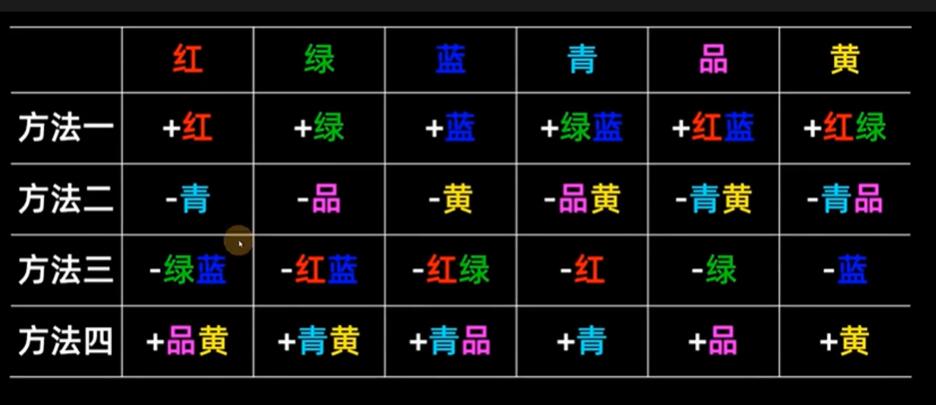 红 绿 蓝 青 品 黄
方法一 +红 +绿 +蓝 +绿蓝 +红蓝 +红绿
方法二 -青 -品 -黄 -品黄 -青黄 -青品
方法三 -绿蓝 -红蓝 -红绿 -红 -绿 -蓝
方法四 +品黄 +青黄 +青品 +青 +品 +黄